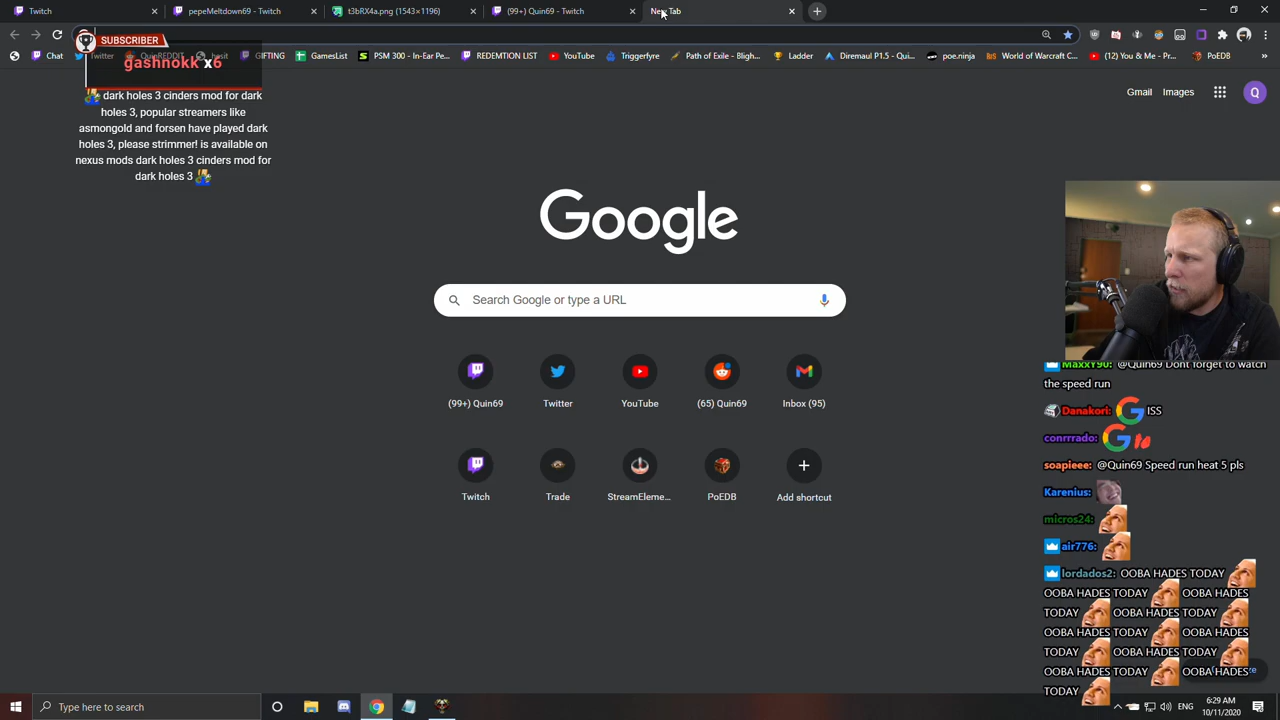 Twitch
pepeMeltdown69 - Twitch
t3bRX4a.png (1543×1196)
(99+) Quin69 - Twitch
SUBSCRIBER
gashnokk x6
dark holes 3 cinders mod for dark
holes 3, popular streamers like
asmongold and forsen have played dark
holes 3, please strimmer! is available on
nexus mods dark holes 3 cinders mod for
dark holes 3
Chat
Twitter
QuinREDDIT
GIFTING
GamesList
PSM 300 - In-Ear Pe...
REDEMTION LIST
YouTube
Triggerfyre
Path of Exile - Bligh...
Ladder
Diremaul P1.5 - Qui...
poe.ninja
World of Warcraft C...
(12) You & Me - Pr...
PoEDB
Gmail Images
Q
Google
Search Google or type a URL
(99+) Quin69
Twitter
YouTube
(65) Quin69
Inbox (95)
Twitch
Trade
StreamEleme...
PoEDB
Add shortcut
MaxxY90: @Quin69 Dont forget to watch
the speed run
Danakori: ISS
conrrrado:
soapieee: @Quin69 Speed run heat 5 pls
Karenius:
micros24:
air776:
lordados2: OOBA HADES TODAY
OOBA HADES TODAY OOBA HADES
TODAY OOBA HADES TODAY
OOBA HADES TODAY OOBA HADES
TODAY OOBA HADES TODAY
OOBA HADES TODAY OOBA HADES
TODAY
Type here to search
ENG
6:29 AM
10/11/2020